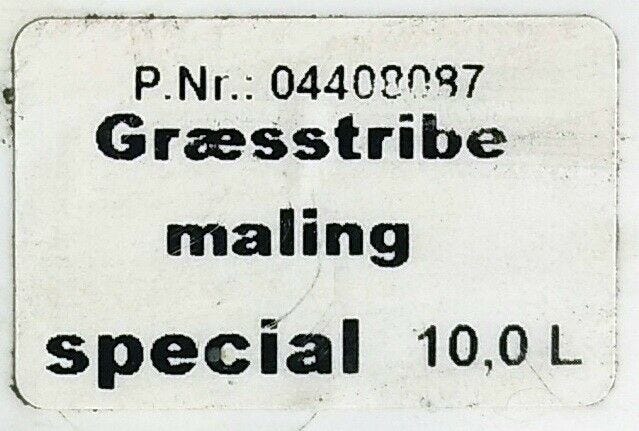 P.Nr.: 04408087
Græsstribe
maling
special 10,0 L